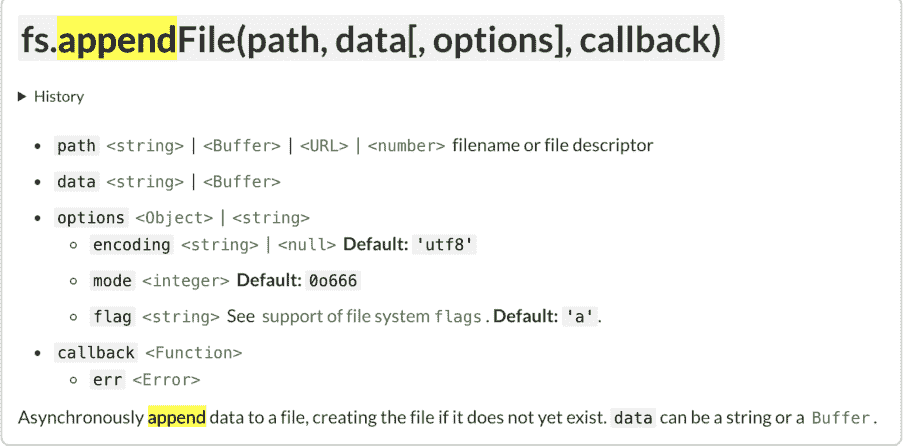 fs.appendFile(path, data[, options], callback)
▶ History
• path <string> | <Buffer> | <URL> | <number> filename or file descriptor
• data <string> | <Buffer>
• options <Object> | <string>
◦ encoding <string> | <null> Default: 'utf8'
◦ mode <integer> Default: 0o666
◦ flag <string> See support of file system flags . Default: 'a'.
• callback <Function>
◦ err <Error>
Asynchronously append data to a file, creating the file if it does not yet exist. data can be a string or a Buffer.